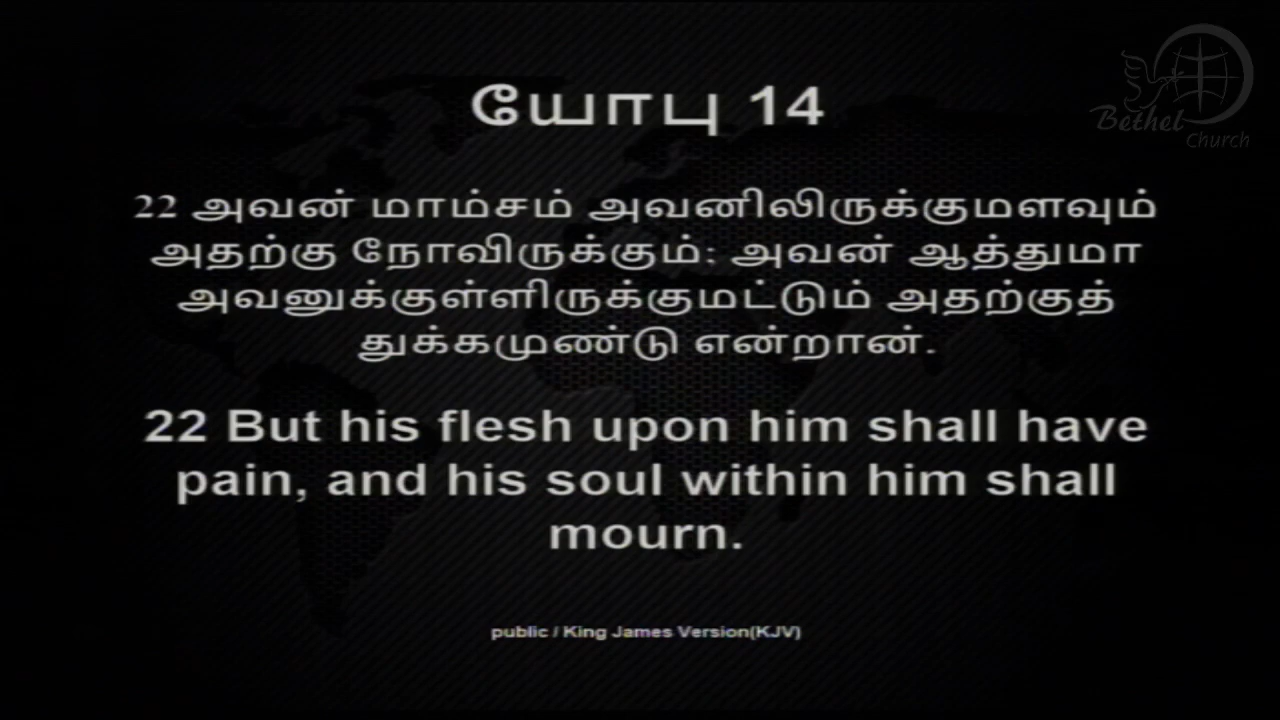 யோபு 14
Bethel
Church
22 அவன் மாம்சம் அவனிலிருக்குமளவும்
அதற்கு நோவிருக்கும்: அவன் ஆத்துமா
அவனுக்குள்ளிருக்குமட்டும் அதற்குத்
துக்கமுண்டு என்றான்.
22 But his flesh upon him shall have
pain, and his soul within him shall
mourn.
public / King James Version(KJV)